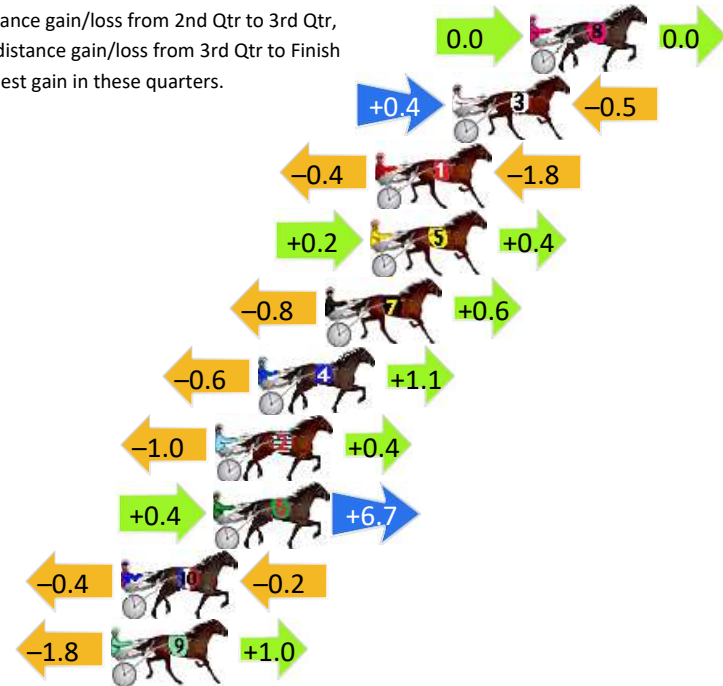 ance gain/loss from 2nd Qtr to 3rd Qtr,
distance gain/loss from 3rd Qtr to Finish
est gain in these quarters.
0.0 8 0.0
+0.4 3 –0.5
–0.4 1 –1.8
+0.2 5 +0.4
–0.8 7 +0.6
–0.6 4 +1.1
–1.0 2 +0.4
+0.4 6 +6.7
–0.4 10 –0.2
–1.8 9 +1.0